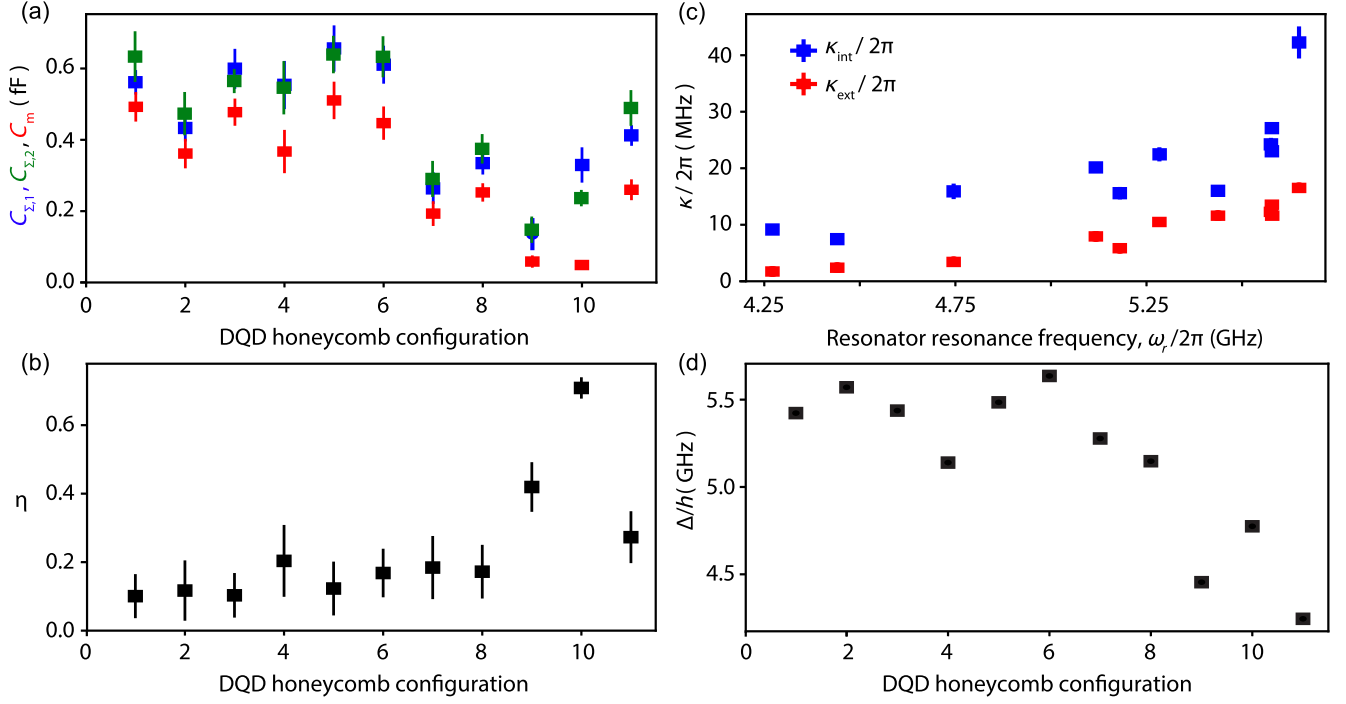 (a)
C_Σ,1 , C_Σ,2 , C_m ( fF )
0.6
0.4
0.2
0.0
0 2 4 6 8 10
DQD honeycomb configuration
(c)
κ / 2π ( MHz )
40
30
20
10
0
κ_int / 2π
κ_ext / 2π
4.25 4.75 5.25
Resonator resonance frequency, ω_r /2π (GHz)
(b)
η
0.6
0.4
0.2
0.0
0 2 4 6 8 10
DQD honeycomb configuration
(d)
Δ/h ( GHz )
5.5
5.0
4.5
0 2 4 6 8 10
DQD honeycomb configuration